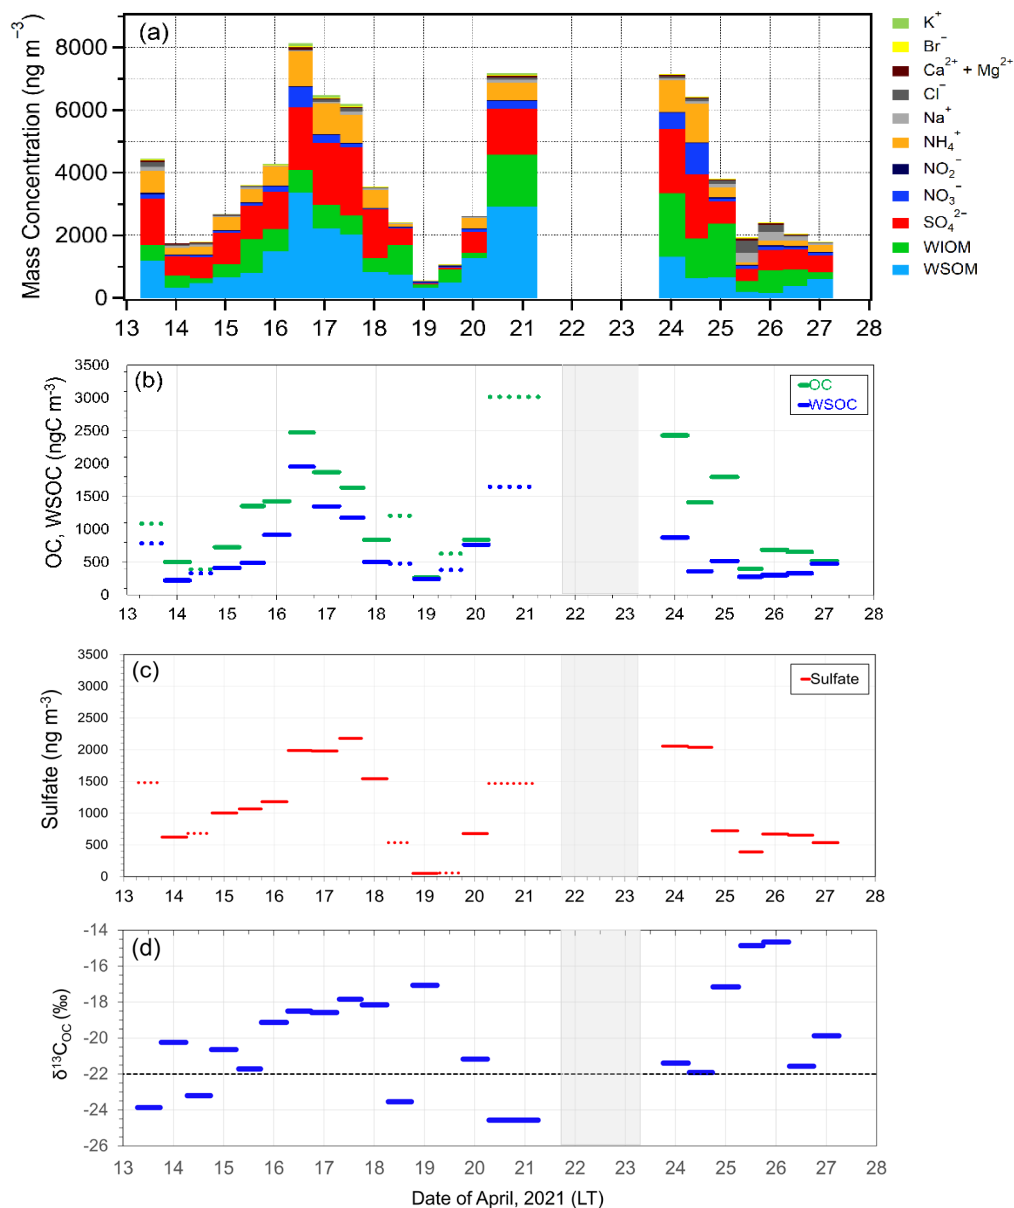 (a)
Mass Concentration (ng m⁻³)
8000
6000
4000
2000
0
13 14 15 16 17 18 19 20 21 22 23 24 25 26 27 28
K⁺
Br⁻
Ca²⁺ + Mg²⁺
Cl⁻
Na⁺
NH₄⁺
NO₂⁻
NO₃⁻
SO₄²⁻
WIOM
WSOM
(b)
OC, WSOC (ngC m⁻³)
3500
3000
2500
2000
1500
1000
500
0
OC
WSOC
13 14 15 16 17 18 19 20 21 22 23 24 25 26 27 28
(c)
Sulfate (ng m⁻³)
3500
3000
2500
2000
1500
1000
500
0
Sulfate
13 14 15 16 17 18 19 20 21 22 23 24 25 26 27 28
(d)
δ¹³C_OC (‰)
-14
-16
-18
-20
-22
-24
-26
13 14 15 16 17 18 19 20 21 22 23 24 25 26 27 28
Date of April, 2021 (LT)